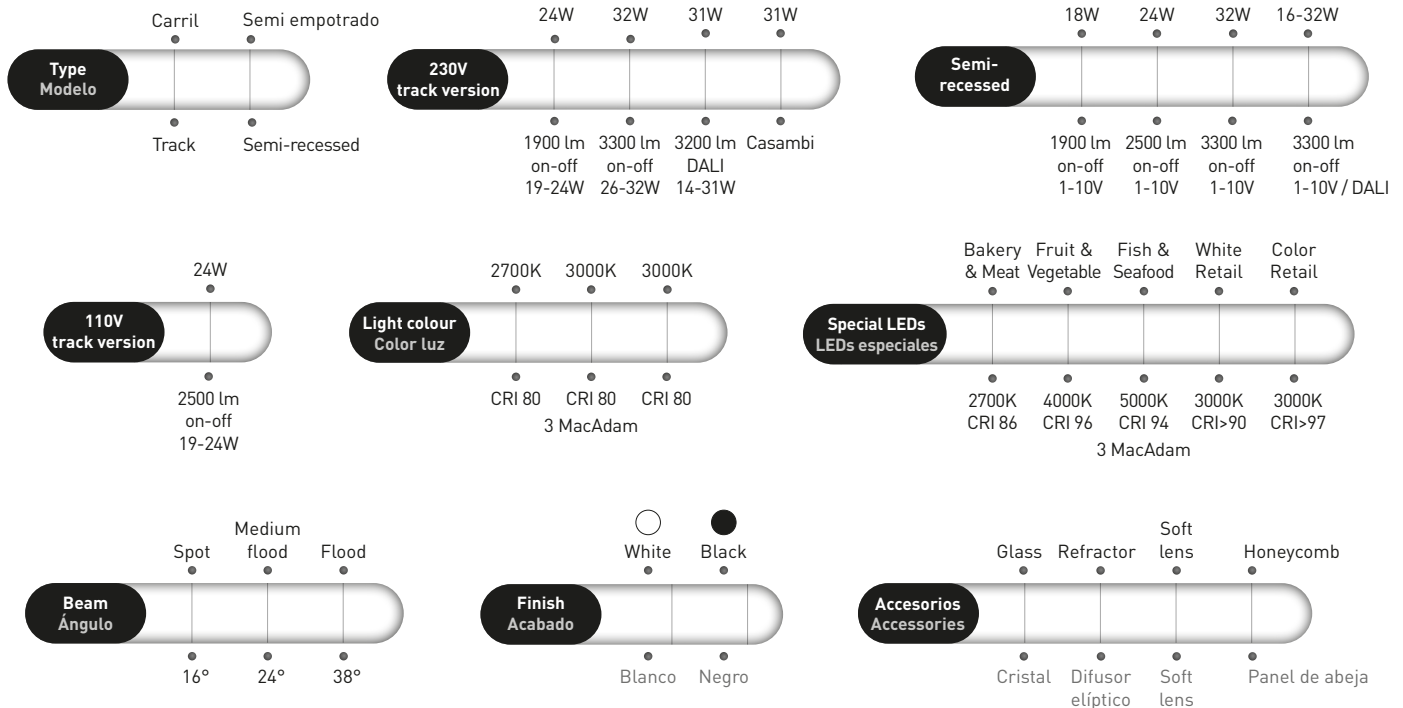 Carril Semi empotrado
Type
Modelo
Track Semi-recessed
24W 32W 31W 31W
230V
track version
1900 lm 3300 lm 3200 lm Casambi
on-off on-off DALI
19-24W 26-32W 14-31W
18W 24W 32W 16-32W
Semi-
recessed
1900 lm 2500 lm 3300 lm 3300 lm
on-off on-off on-off on-off
1-10V 1-10V 1-10V 1-10V / DALI
24W
110V
track version
2500 lm
on-off
19-24W
2700K 3000K 3000K
Light colour
Color luz
CRI 80 CRI 80 CRI 80
3 MacAdam
Bakery Fruit & Fish & White Color
& Meat Vegetable Seafood Retail Retail
Special LEDs
LEDs especiales
2700K 4000K 5000K 3000K 3000K
CRI 86 CRI 96 CRI 94 CRI>90 CRI>97
3 MacAdam
Medium
Spot flood Flood
Beam
Ángulo
16° 24° 38°
White Black
Finish
Acabado
Blanco Negro
Soft
Glass Refractor lens Honeycomb
Accesorios
Accessories
Cristal Difusor Soft Panel de abeja
elíptico lens